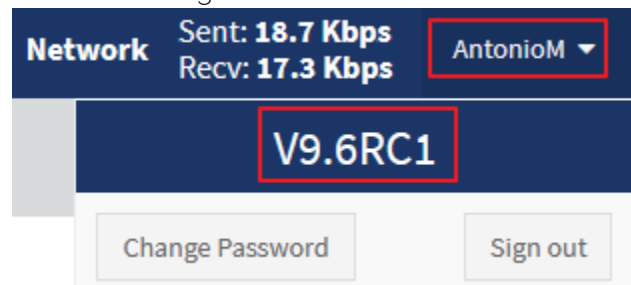 Network
Sent: 18.7 Kbps
Recv: 17.3 Kbps
AntonioM
V9.6RC1
Change Password
Sign out